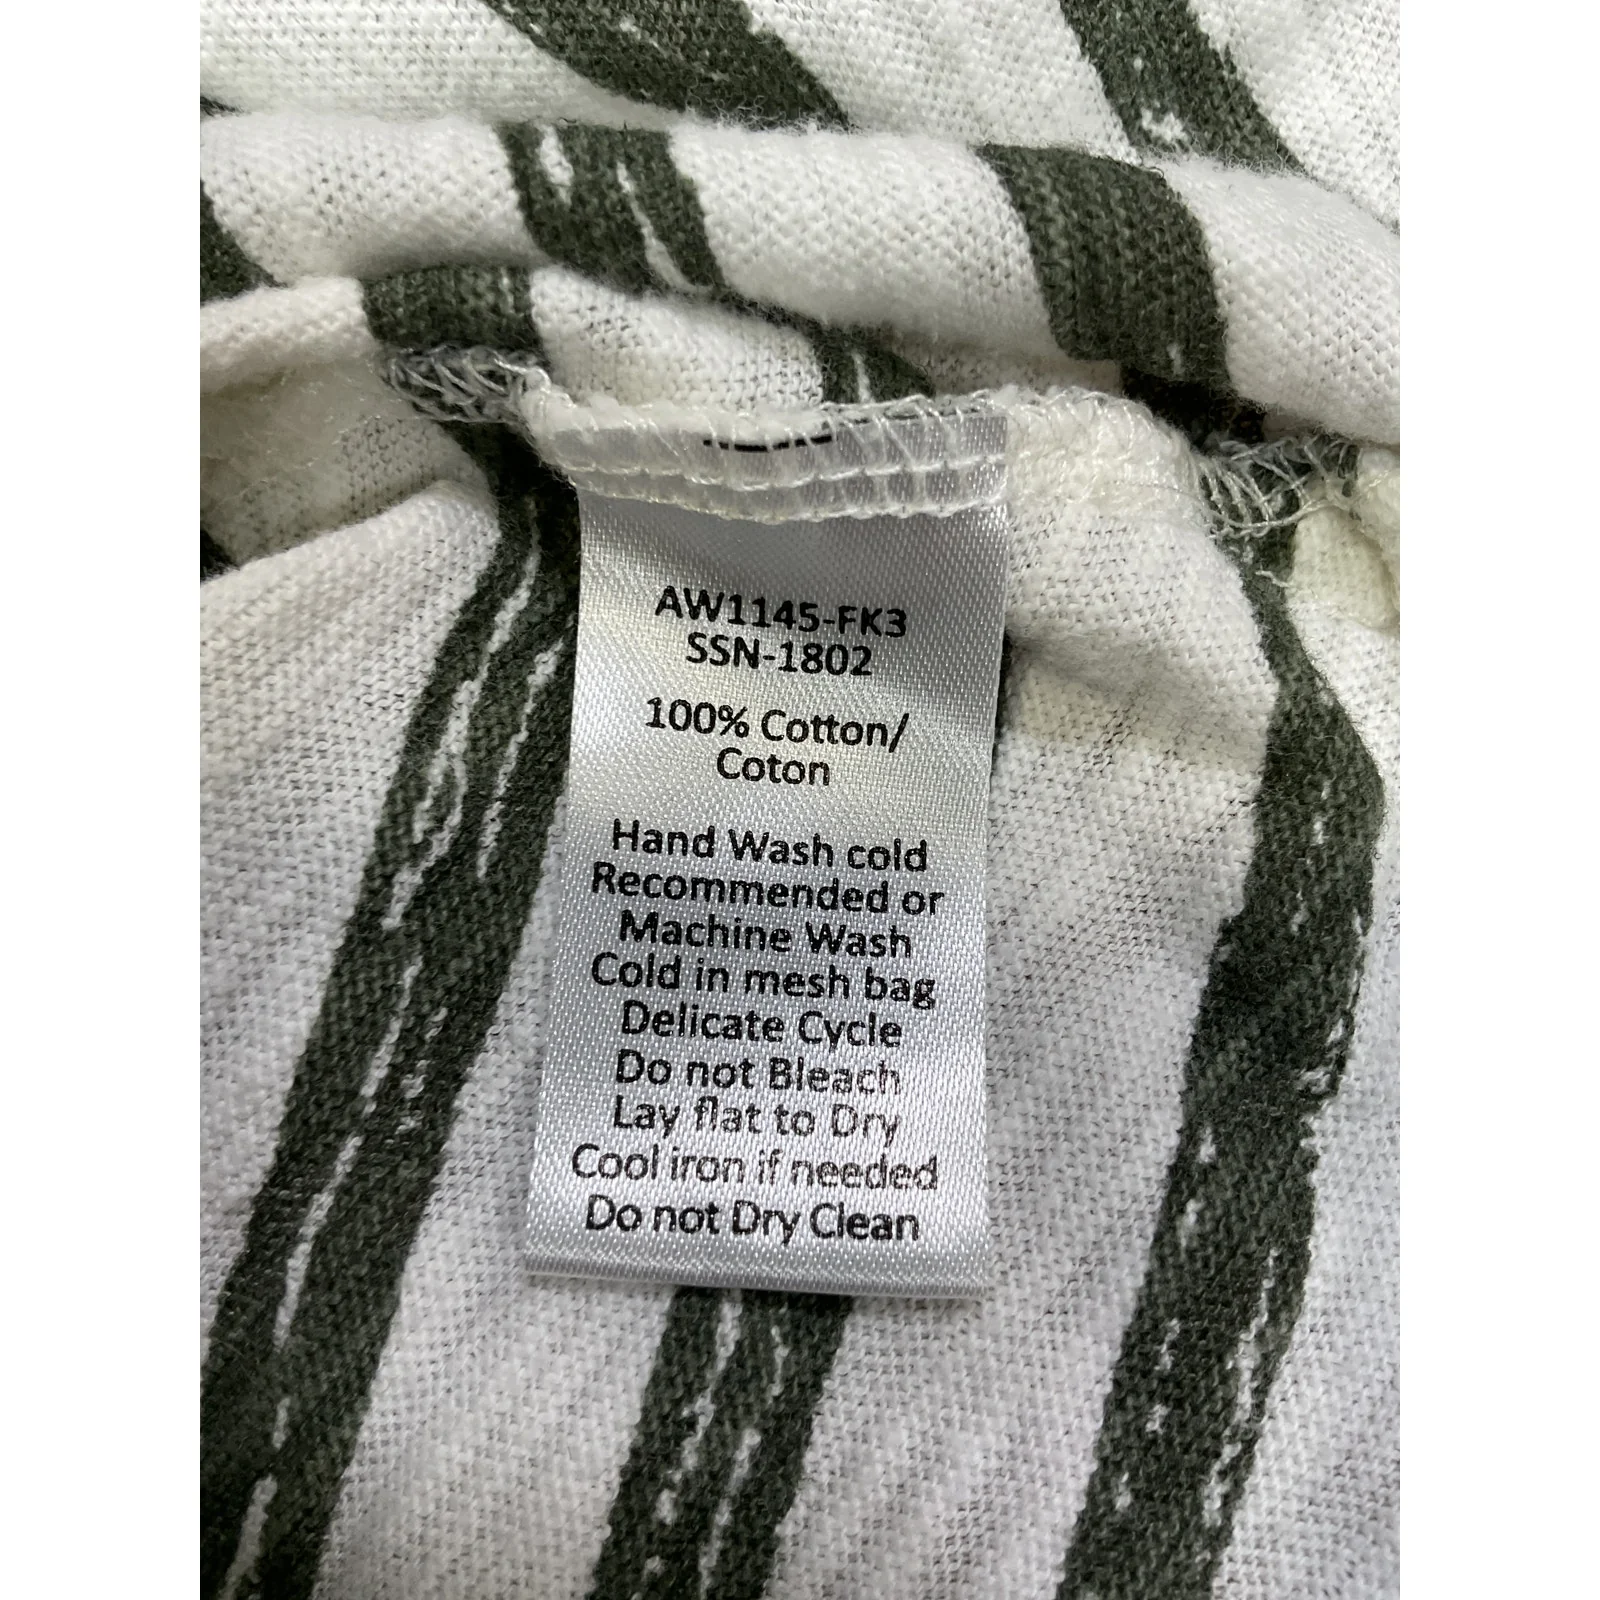 AW1145-FK3
SSN-1802
100% Cotton/
Coton
Hand Wash cold
Recommended or
Machine Wash
Cold in mesh bag
Delicate Cycle
Do not Bleach
Lay flat to Dry
Cool iron if needed
Do not Dry Clean